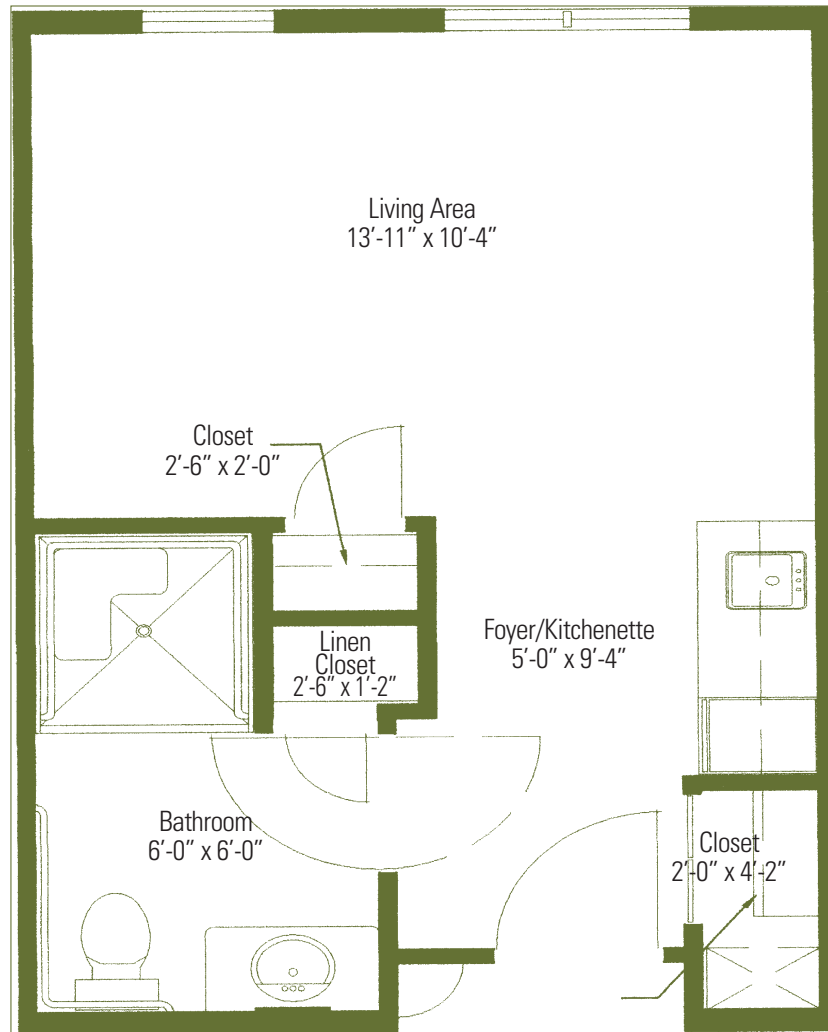 Living Area
13’-11” x 10’-4”
Closet
2’-6” x 2’-0”
Linen
Closet
2’-6” x 1’-2”
Foyer/Kitchenette
5’-0” x 9’-4”
Bathroom
6’-0” x 6’-0”
Closet
2’-0” x 4’-2”